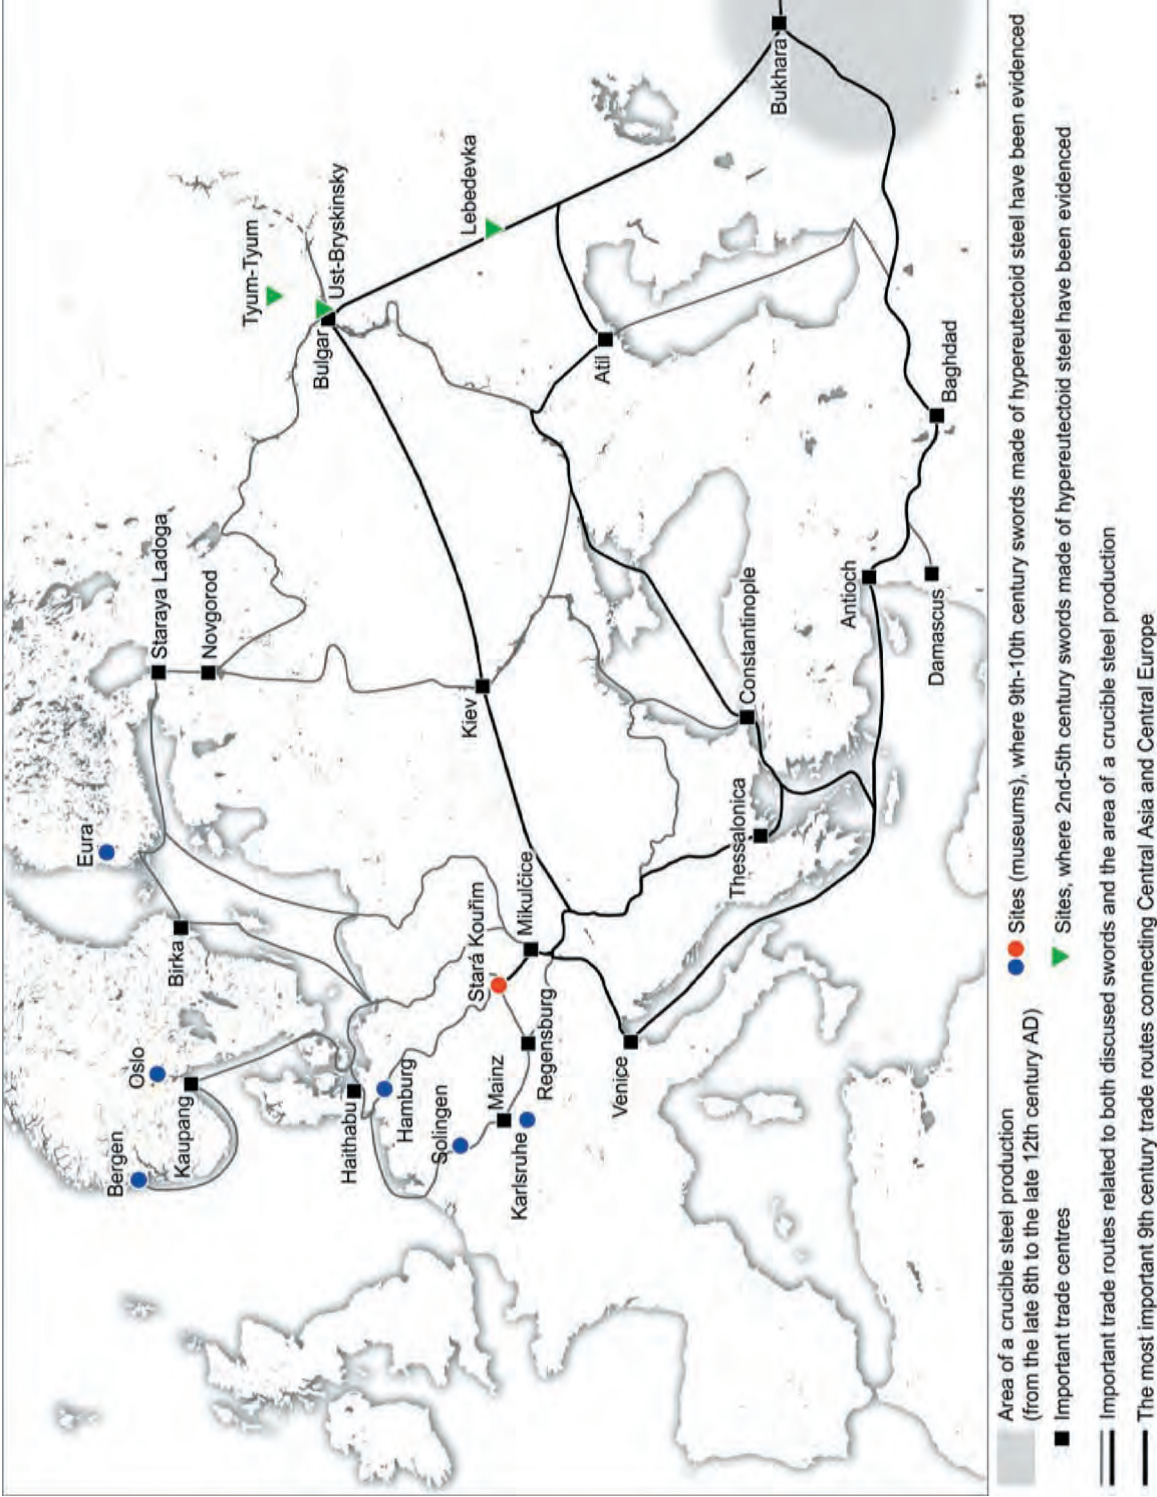 Bergen
Oslo
Kaupang
Birka
Eura
Staraya Ladoga
Novgorod
Tyum-Tyum
Bulgar
Ust-Bryskinsky
Lebedevka
Bukhara
Haithabu
Hamburg
Solingen
Mainz
Karlsruhe
Regensburg
Stará Kouřim
Mikulčice
Kiev
Atil
Venice
Thessalonica
Constantinople
Antioch
Damascus
Baghdad
Area of a crucible steel production
(from the late 8th to the late 12th century AD)
Important trade centres
Sites (museums), where 9th-10th century swords made of hypereutectoid steel have been evidenced
Sites, where 2nd-5th century swords made of hypereutectoid steel have been evidenced
Important trade routes related to both discused swords and the area of a crucible steel production
The most important 9th century trade routes connecting Central Asia and Central Europe